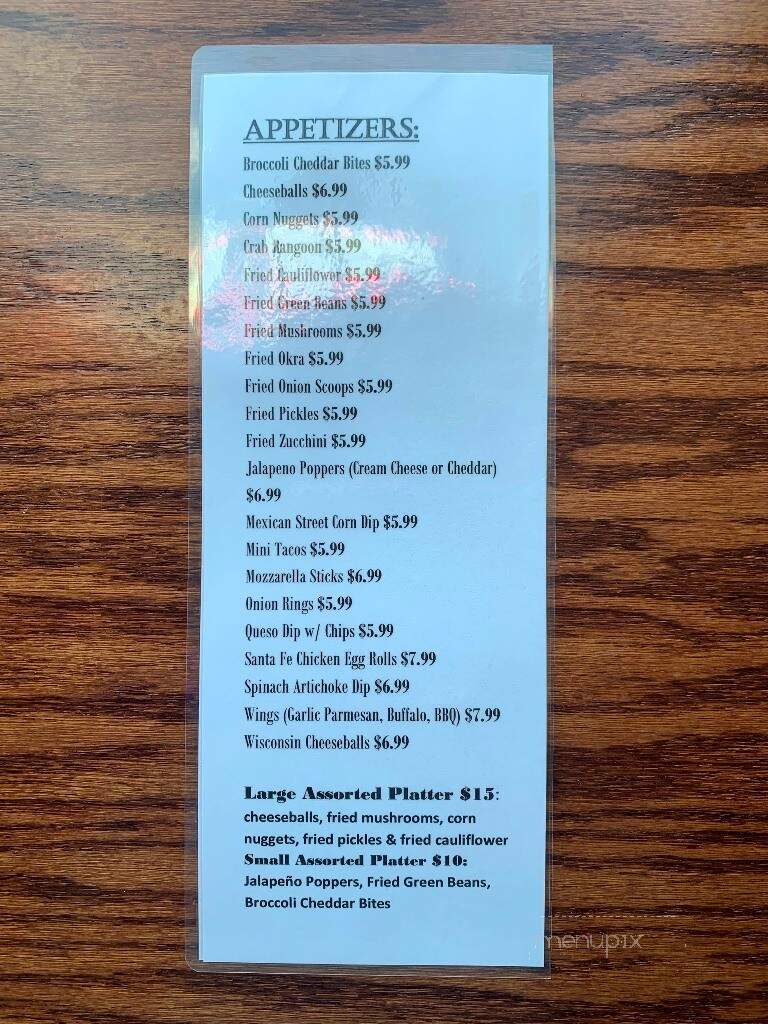 APPETIZERS:
Broccoli Cheddar Bites $5.99
Cheeseballs $6.99
Corn Nuggets $5.99
Crab Rangoon $5.99
Fried Cauliflower $5.99
Fried Green Beans $5.99
Fried Mushrooms $5.99
Fried Okra $5.99
Fried Onion Scoops $5.99
Fried Pickles $5.99
Fried Zucchini $5.99
Jalapeno Poppers (Cream Cheese or Cheddar)
$6.99
Mexican Street Corn Dip $5.99
Mini Tacos $5.99
Mozzarella Sticks $6.99
Onion Rings $5.99
Queso Dip w/ Chips $5.99
Santa Fe Chicken Egg Rolls $7.99
Spinach Artichoke Dip $6.99
Wings (Garlic Parmesan, Buffalo, BBQ) $7.99
Wisconsin Cheeseballs $6.99
Large Assorted Platter $15:
cheeseballs, fried mushrooms, corn
nuggets, fried pickles & fried cauliflower
Small Assorted Platter $10:
Jalapeño Poppers, Fried Green Beans,
Broccoli Cheddar Bites
menupix